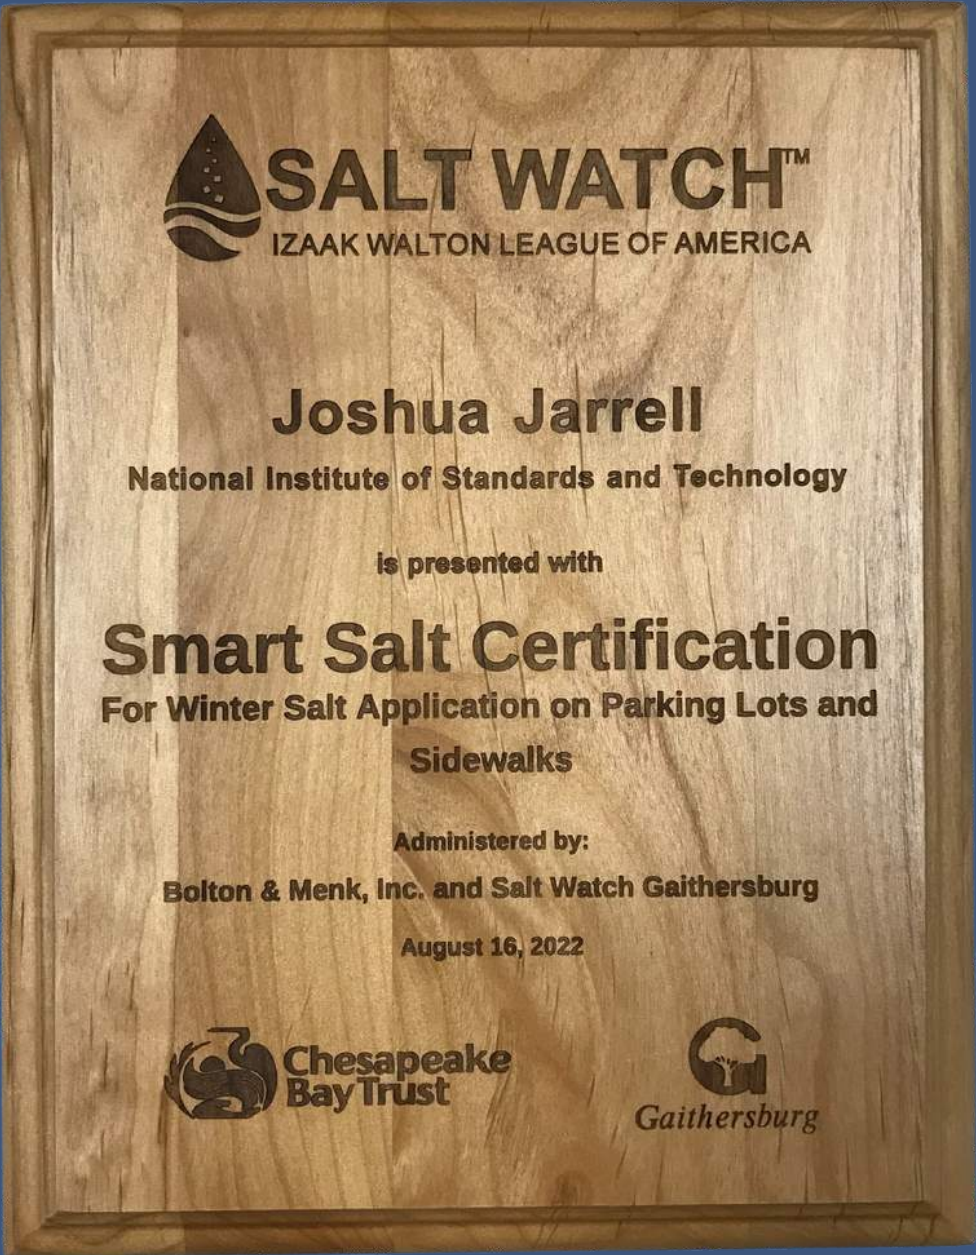 SALT WATCH™
IZAAK WALTON LEAGUE OF AMERICA
Joshua Jarrell
National Institute of Standards and Technology
is presented with
Smart Salt Certification
For Winter Salt Application on Parking Lots and
Sidewalks
Administered by:
Bolton & Menk, Inc. and Salt Watch Gaithersburg
August 16, 2022
Chesapeake
Bay Trust
Gaithersburg